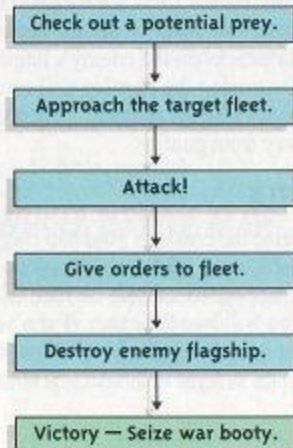 Check out a potential prey.
Approach the target fleet.
Attack!
Give orders to fleet.
Destroy enemy flagship.
Victory — Seize war booty.